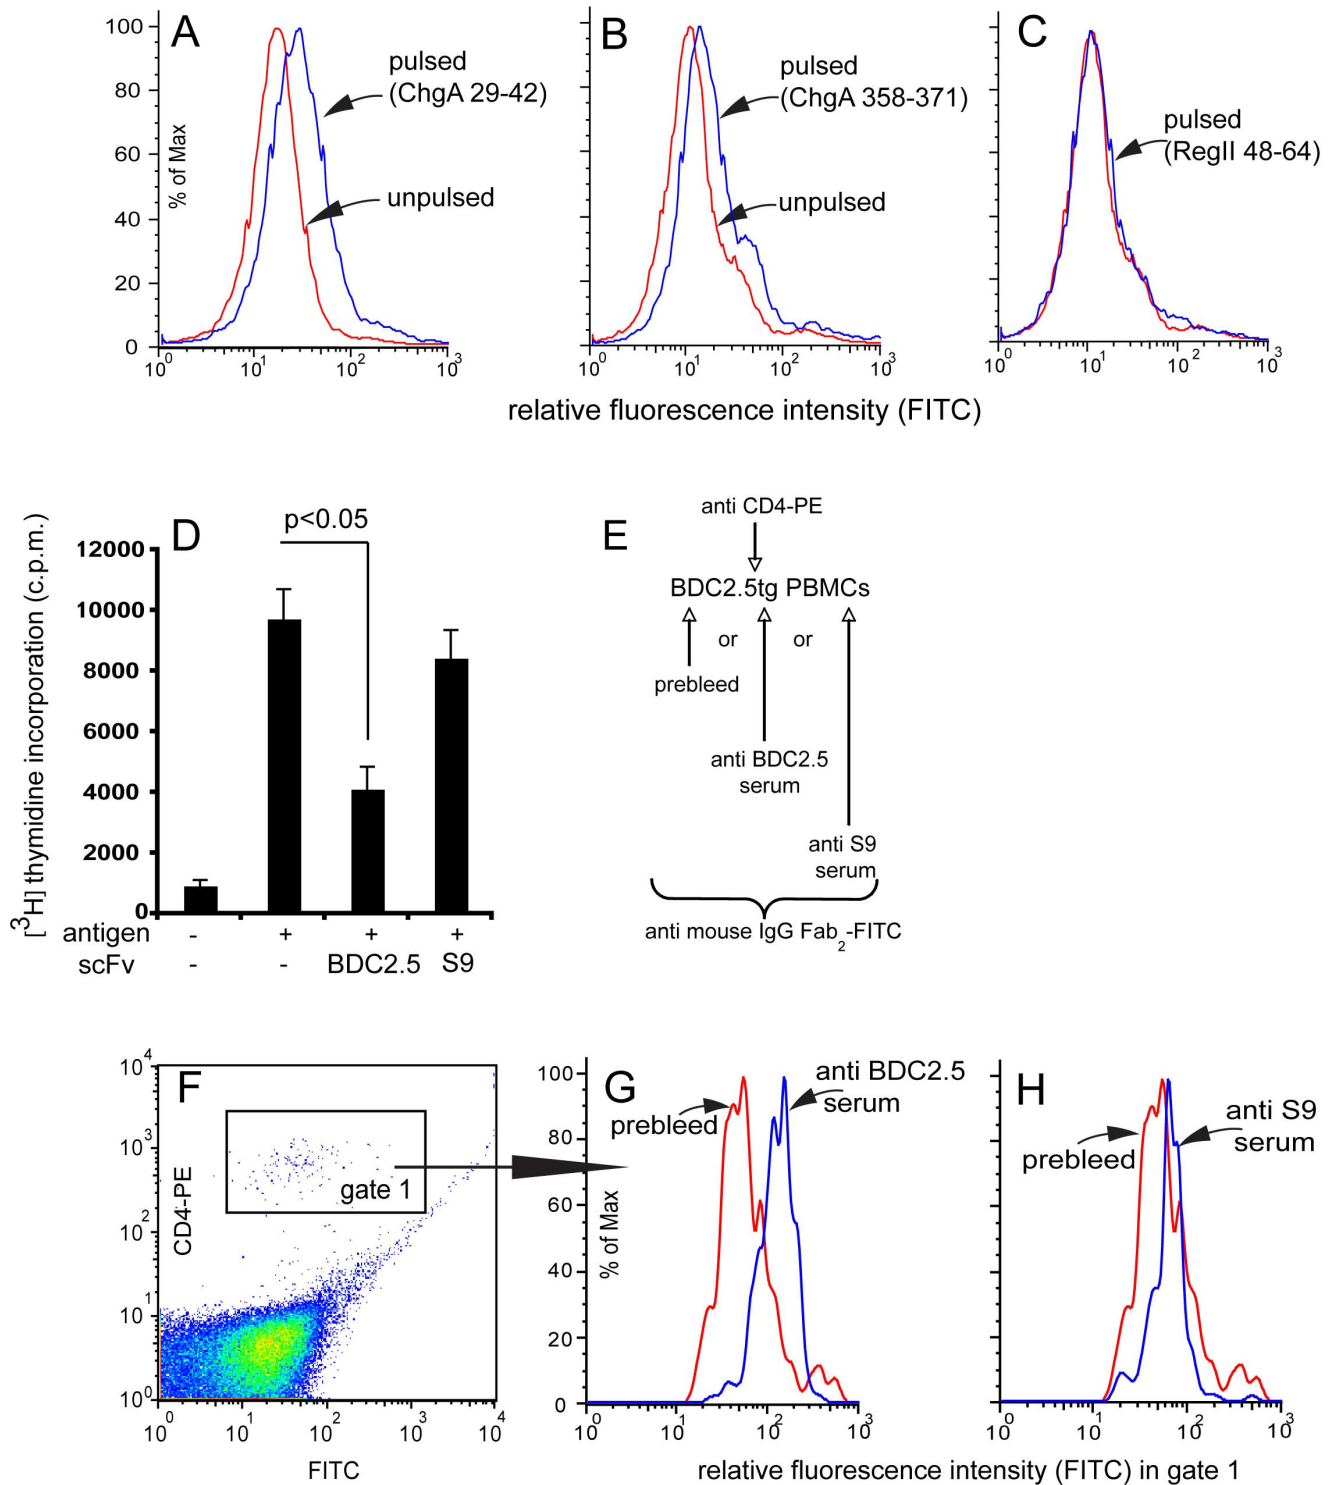 A
B
C
100
80
60
40
20
0
% of Max
pulsed
(ChgA 29-42)
unpulsed
pulsed
(ChgA 358-371)
unpulsed
pulsed
(RegII 48-64)
10^0 10^1 10^2 10^3
10^0 10^1 10^2 10^3
10^0 10^1 10^2 10^3
relative fluorescence intensity (FITC)
D
[^3H] thymidine incorporation (c.p.m.)
p<0.05
12000
10000
8000
6000
4000
2000
0
antigen - + + +
scFv - - BDC2.5 S9
E
anti CD4-PE
BDC2.5tg PBMCs
or or
prebleed
anti BDC2.5
serum
anti S9
serum
anti mouse IgG Fab_2-FITC
F
CD4-PE
10^4
10^3
10^2
10^1
10^0
gate 1
10^0 10^1 10^2 10^3 10^4
FITC
G
100
80
60
40
20
0
% of Max
prebleed
anti BDC2.5
serum
10^0 10^1 10^2 10^3
H
prebleed
anti S9
serum
10^0 10^1 10^2 10^3
relative fluorescence intensity (FITC) in gate 1